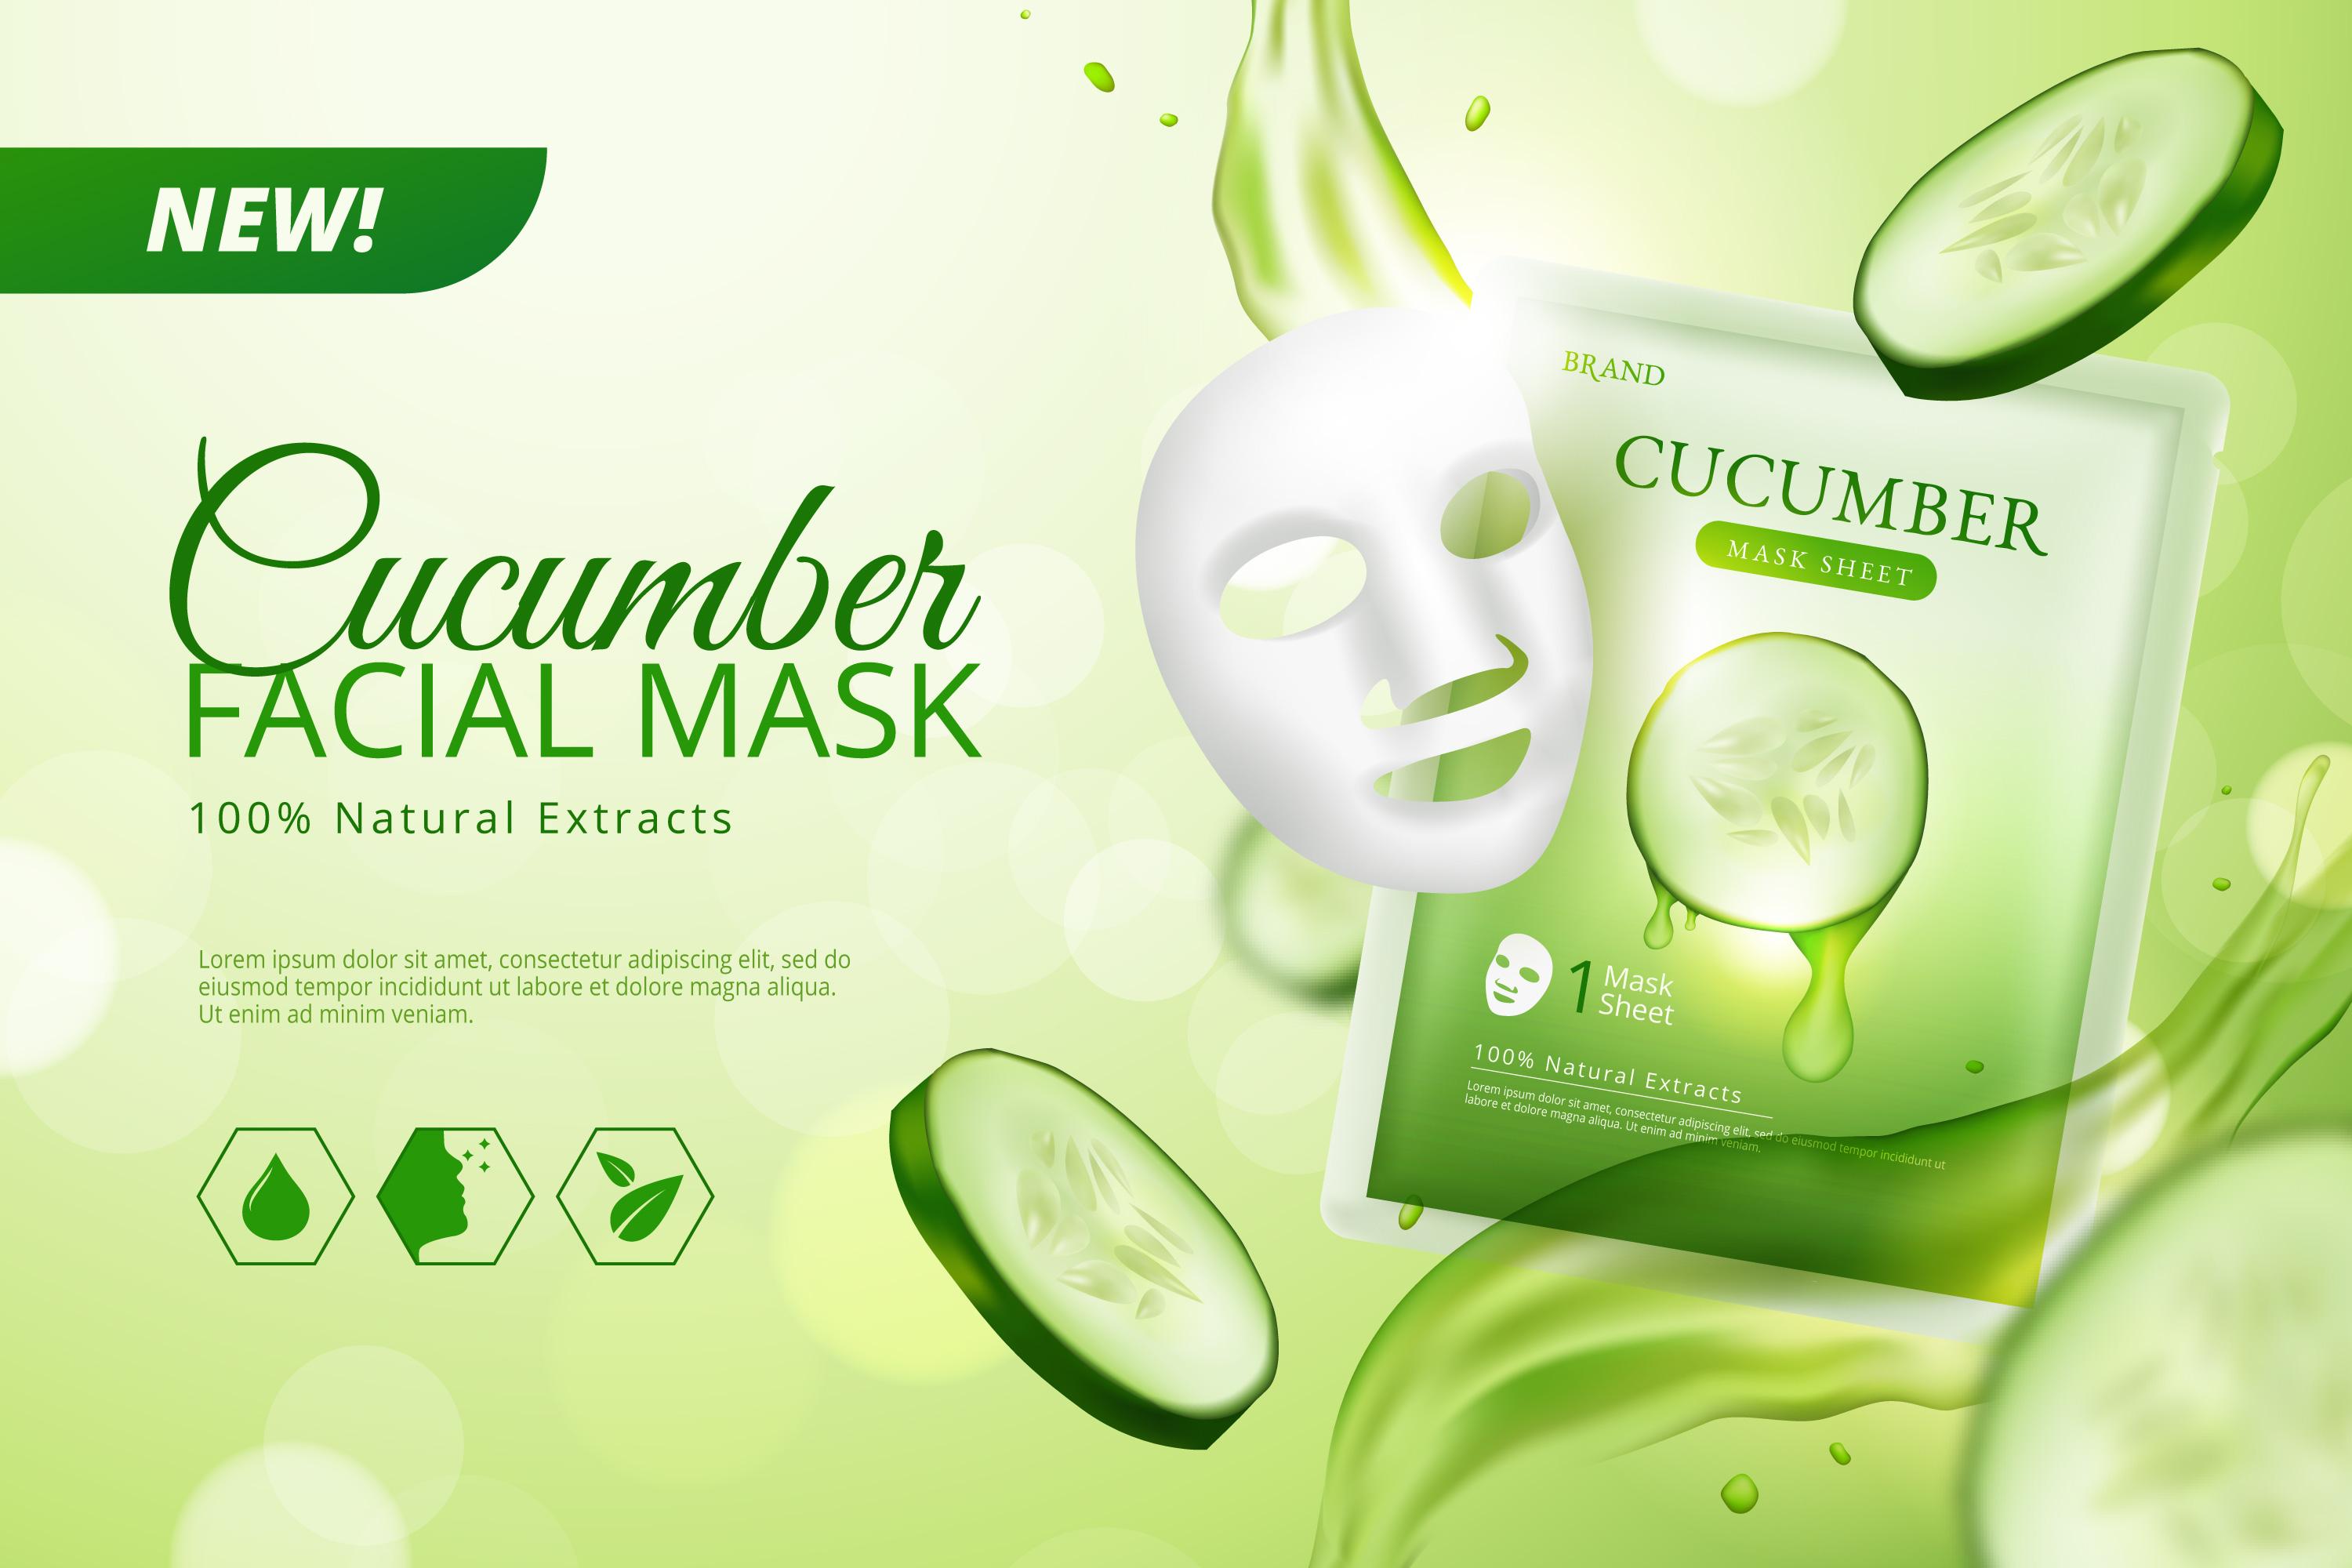 NEW!
Cucumber
FACIAL MASK
100% Natural Extracts
Lorem ipsum dolor sit amet, consectetur adipiscing elit, sed do
eiusmod tempor incididunt ut labore et dolore magna aliqua.
Ut enim ad minim veniam.
BRAND
CUCUMBER
MASK SHEET
1 Mask
Sheet
100% Natural Extracts
Lorem ipsum dolor sit amet, consectetur adipiscing elit, sed do eiusmod tempor incididunt ut
labore et dolore magna aliqua. Ut enim ad minim veniam.